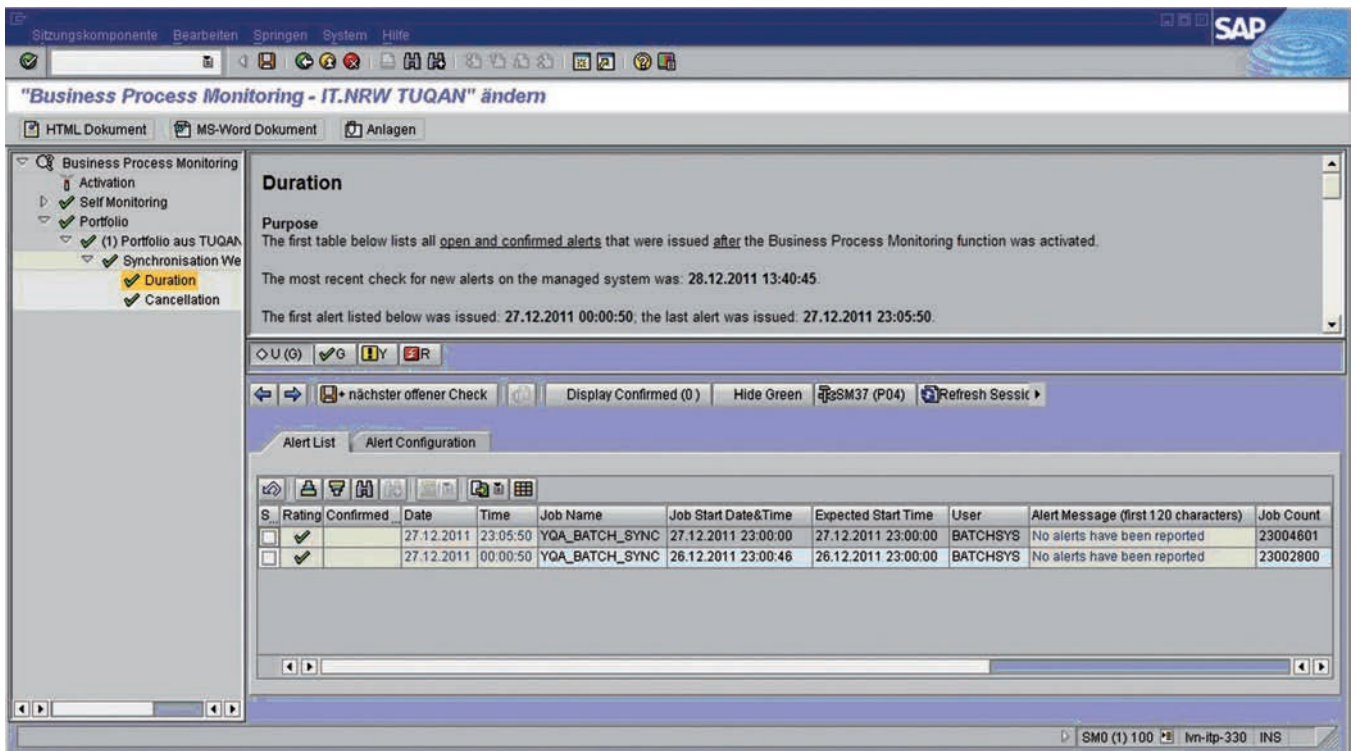 Sitzungskomponente Bearbeiten Springen System Hilfe
SAP
"Business Process Monitoring - IT.NRW TUQAN" ändern
HTML Dokument MS-Word Dokument Anlagen
Business Process Monitoring
Activation
Self Monitoring
Portfolio
(1) Portfolio aus TUQAN
Synchronisation We
Duration
Cancellation
Duration
Purpose
The first table below lists all open and confirmed alerts that were issued after the Business Process Monitoring function was activated.
The most recent check for new alerts on the managed system was: 28.12.2011 13:40:45.
The first alert listed below was issued: 27.12.2011 00:00:50; the last alert was issued: 27.12.2011 23:05:50.
U (G) G Y R
+ nächster offener Check Display Confirmed (0 ) Hide Green SM37 (P04) Refresh Sessic
Alert List Alert Configuration
S... Rating Confirmed ... Date Time Job Name Job Start Date&Time Expected Start Time User Alert Message (first 120 characters) Job Count
27.12.2011 23:05:50 YQA_BATCH_SYNC 27.12.2011 23:00:00 27.12.2011 23:00:00 BATCHSYS No alerts have been reported 23004601
27.12.2011 00:00:50 YQA_BATCH_SYNC 26.12.2011 23:00:46 26.12.2011 23:00:00 BATCHSYS No alerts have been reported 23002800
SM0 (1) 100 lvn-itp-330 INS